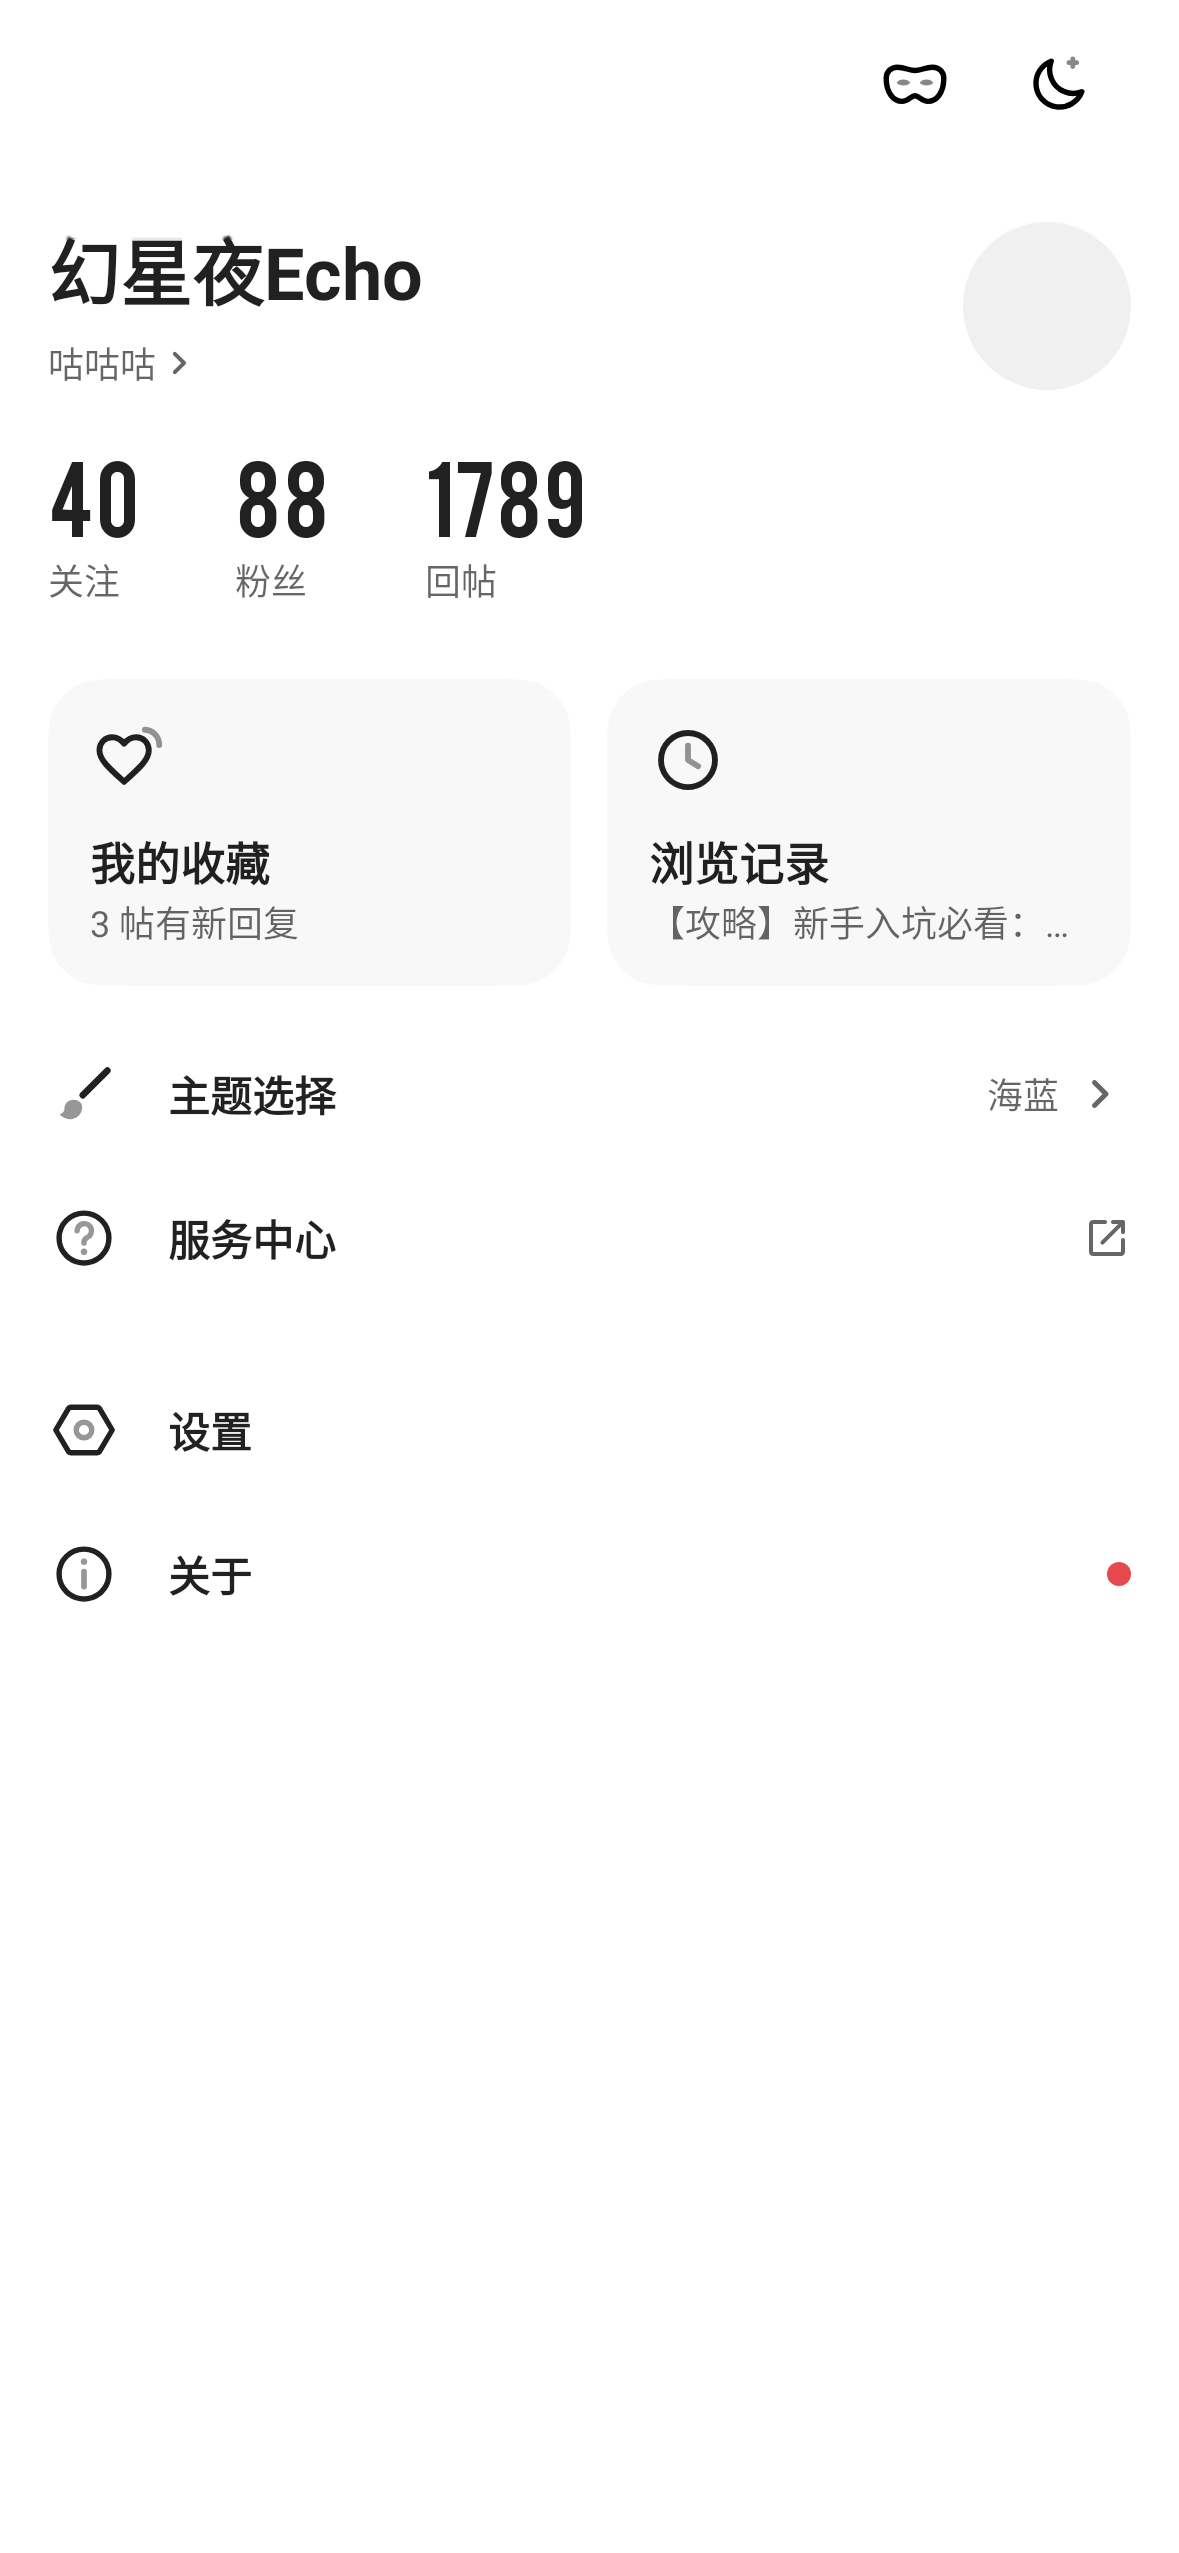 幻星夜Echo
咕咕咕
40 88 1789
关注 粉丝 回帖
我的收藏
3 帖有新回复
浏览记录
【攻略】新手入坑必看：...
主题选择 海蓝
服务中心
设置
关于